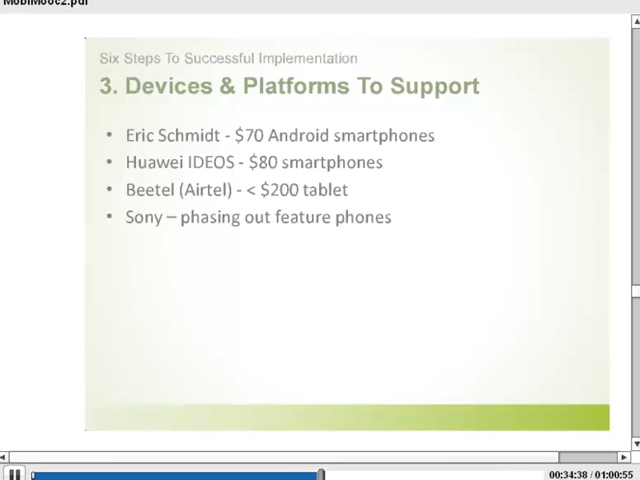 MobiMooc2.pdf
Six Steps To Successful Implementation
3. Devices & Platforms To Support
• Eric Schmidt - $70 Android smartphones
• Huawei IDEOS - $80 smartphones
• Beetel (Airtel) - < $200 tablet
• Sony – phasing out feature phones
00:34:38 / 01:00:55